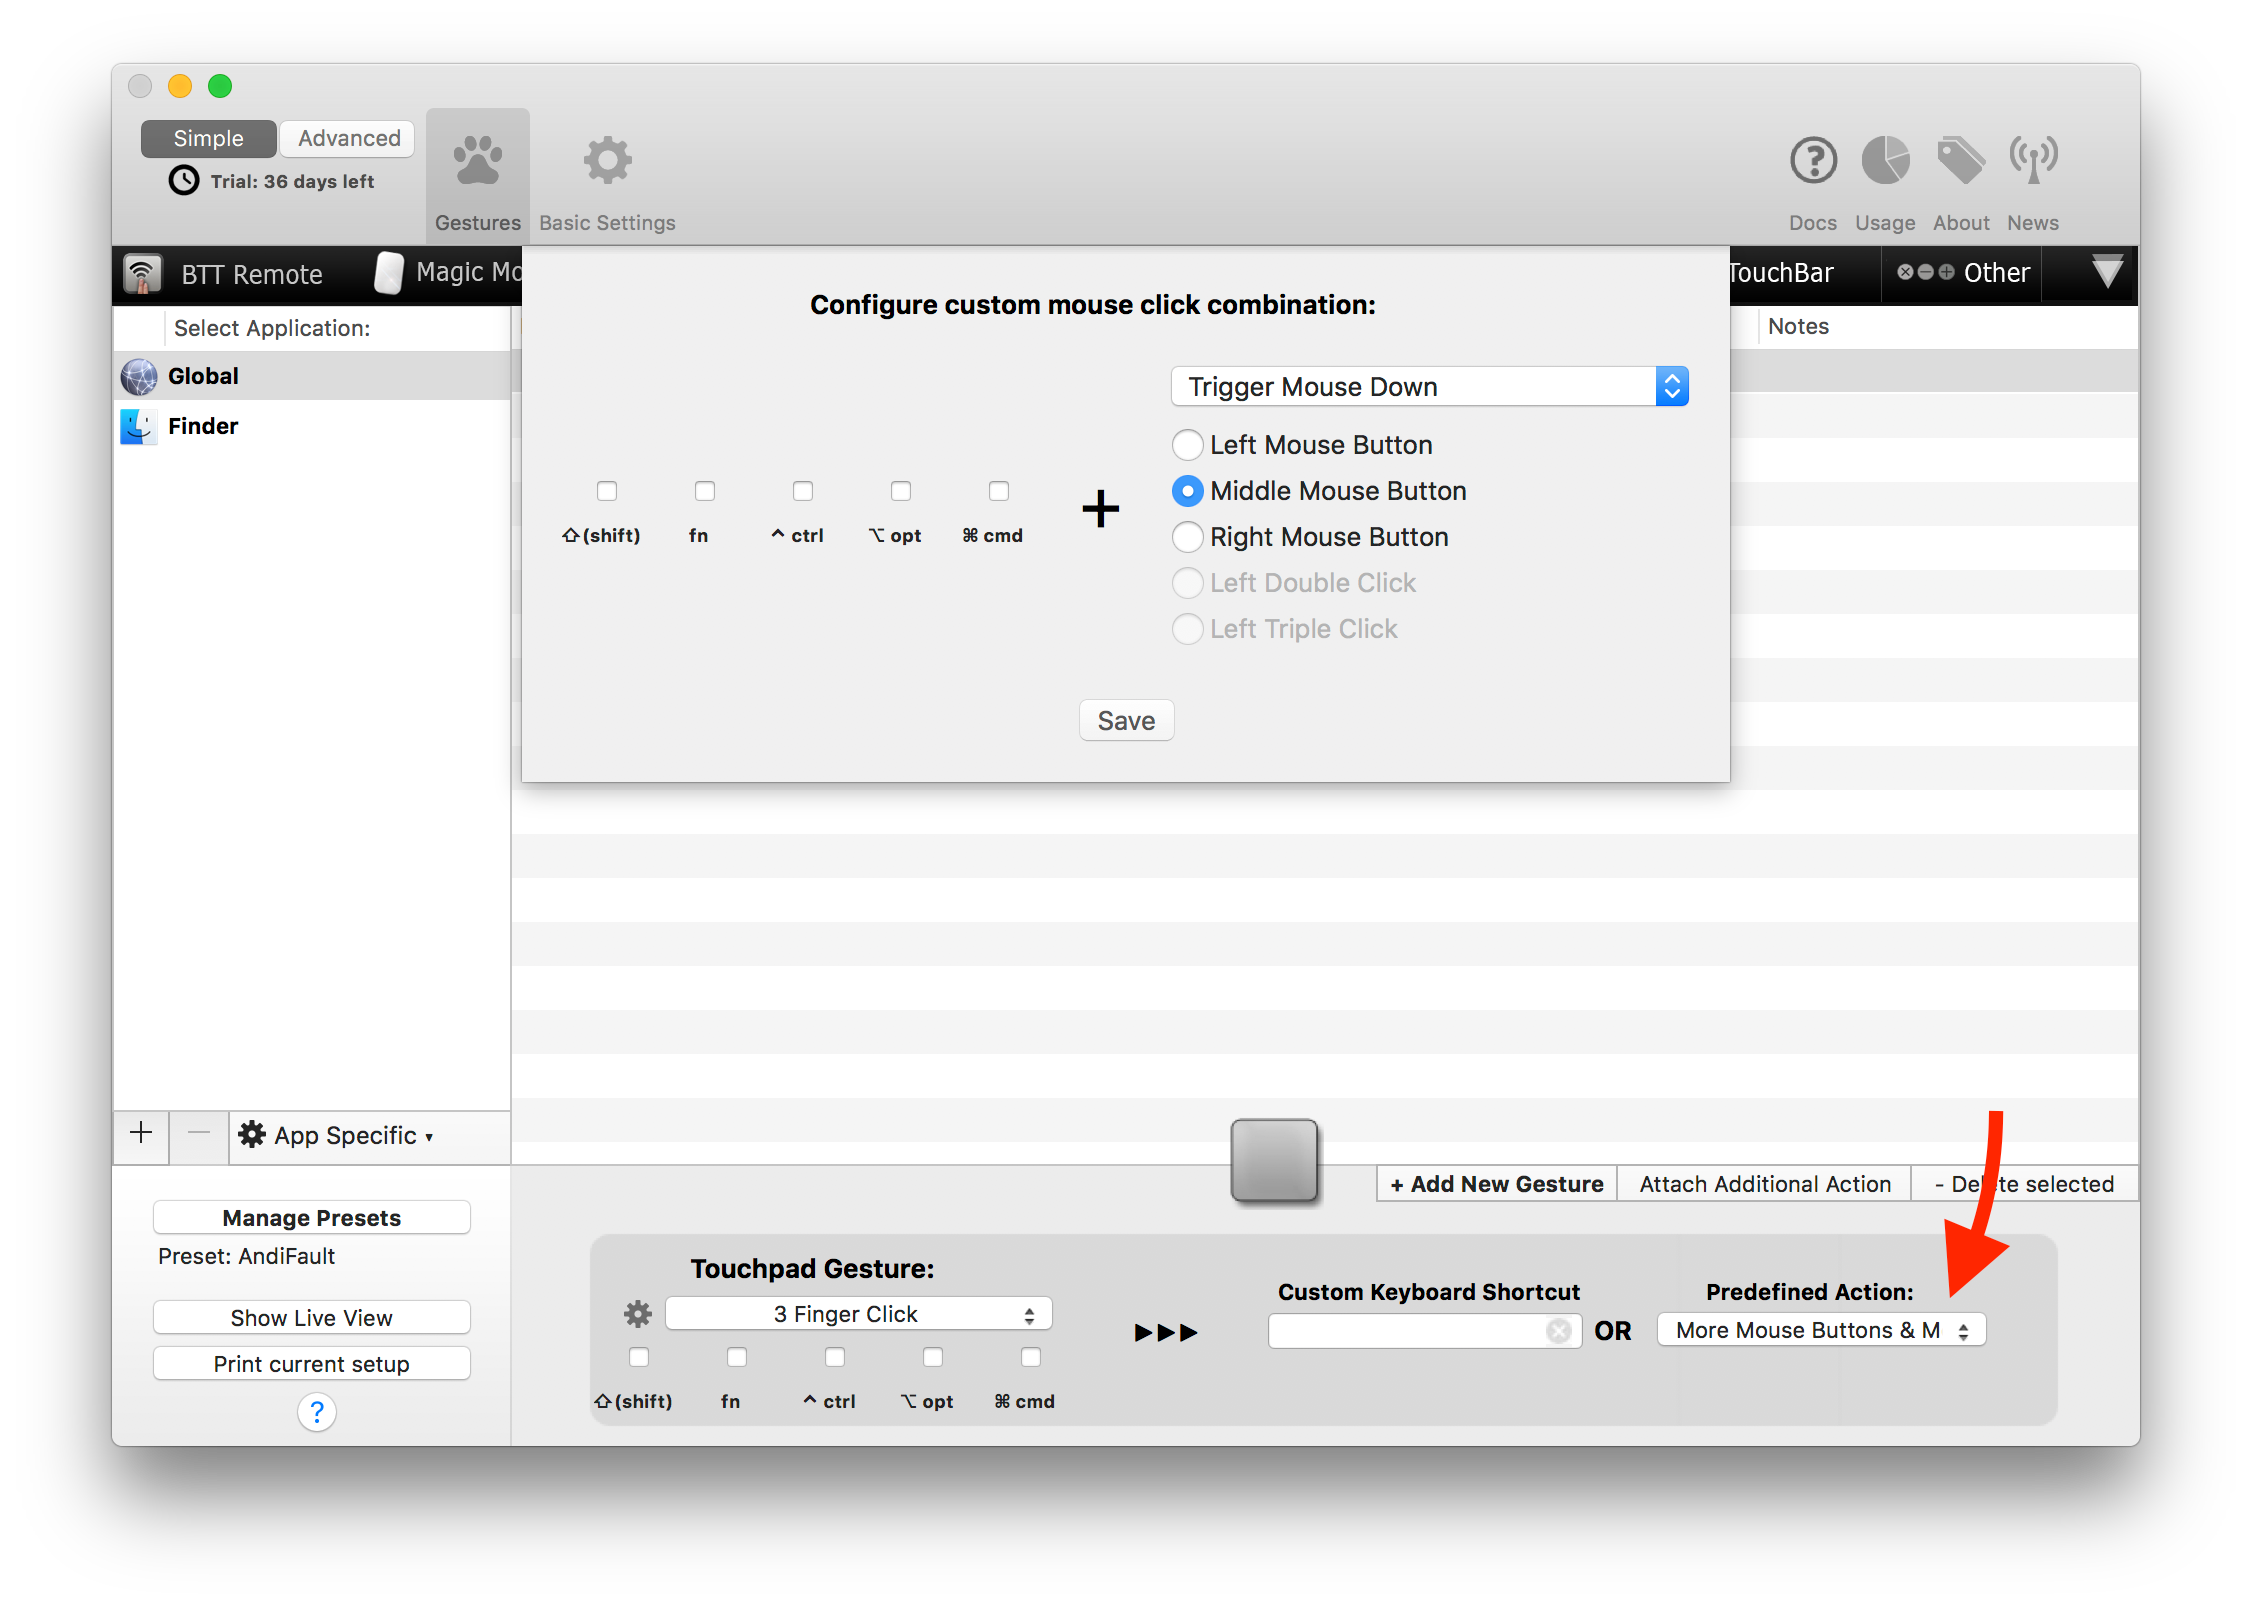 Simple Advanced
Trial: 36 days left
Gestures Basic Settings
Docs Usage About News
BTT Remote Magic Mo
TouchBar Other
Select Application:
Notes
Global
Finder
Configure custom mouse click combination:
Trigger Mouse Down
Left Mouse Button
Middle Mouse Button
Right Mouse Button
Left Double Click
Left Triple Click
⇧(shift) fn ^ ctrl ⌥ opt ⌘ cmd
+
Save
+ − App Specific ▾
+ Add New Gesture Attach Additional Action - Delete selected
Manage Presets
Preset: AndiFault
Show Live View
Print current setup
?
Touchpad Gesture:
3 Finger Click
⇧(shift) fn ^ ctrl ⌥ opt ⌘ cmd
▶▶▶
Custom Keyboard Shortcut
OR
Predefined Action:
More Mouse Buttons & M